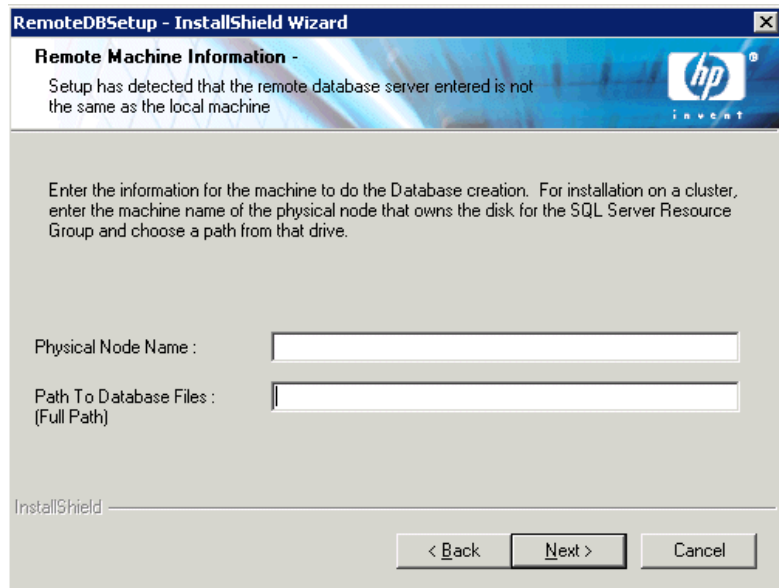 RemoteDBSetup - InstallShield Wizard
Remote Machine Information -
Setup has detected that the remote database server entered is not
the same as the local machine
hp
®
invent
Enter the information for the machine to do the Database creation. For installation on a cluster,
enter the machine name of the physical node that owns the disk for the SQL Server Resource
Group and choose a path from that drive.
Physical Node Name :
Path To Database Files :
(Full Path)
InstallShield
< Back Next > Cancel